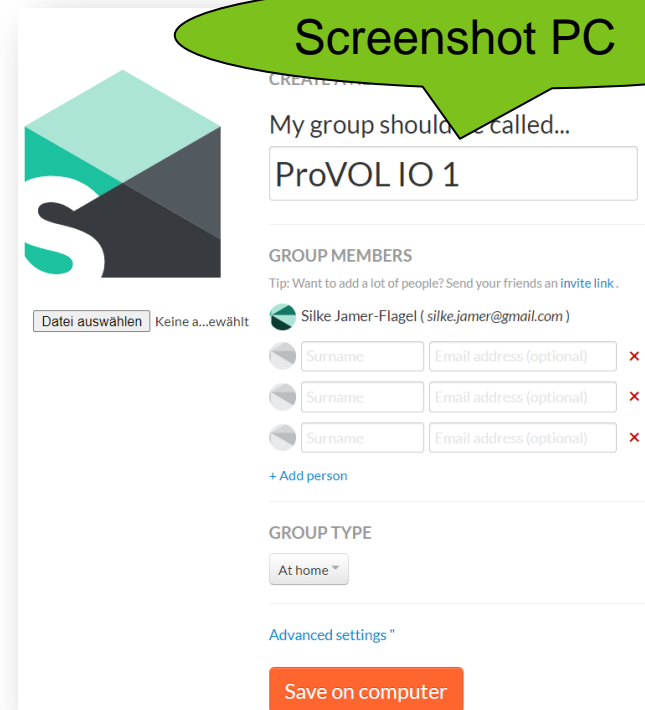 Screenshot PC
My group should called...
ProVOL IO 1
GROUP MEMBERS
Tip: Want to add a lot of people? Send your friends an invite link .
Datei auswählen Keine a...ewählt
Silke Jamer-Flagel ( silke.jamer@gmail.com )
Surname Email address (optional) ×
Surname Email address (optional) ×
Surname Email address (optional) ×
+ Add person
GROUP TYPE
At home
Advanced settings "
Save on computer